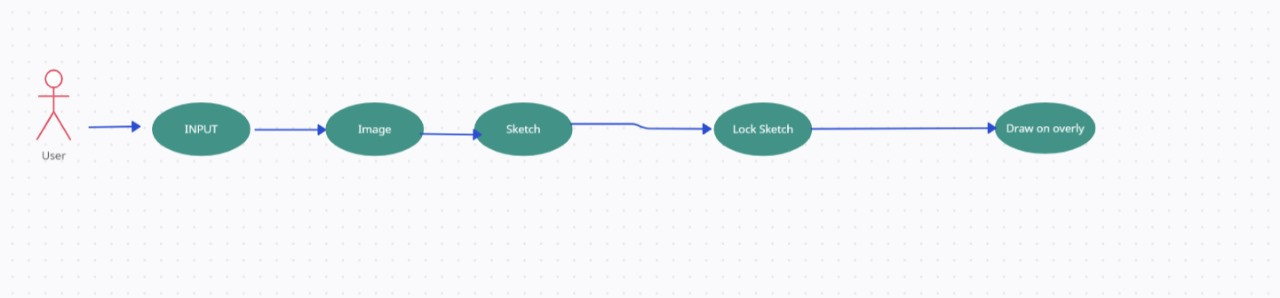 User
INPUT
Image
Sketch
Lock Sketch
Draw on overly